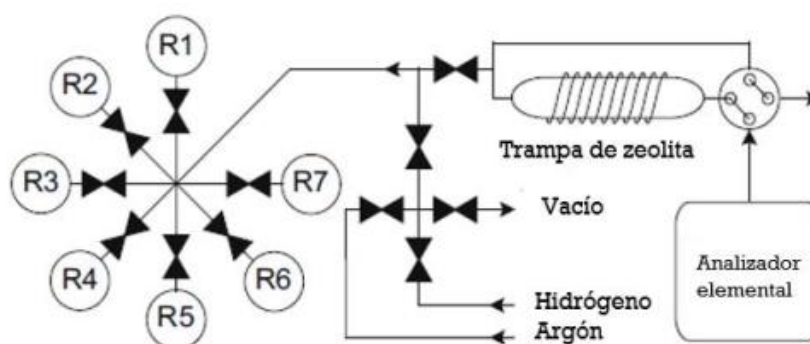 R1
R2
R3
R7
R4
R6
R5
Trampa de zeolita
Vacío
Hidrógeno
Argón
Analizador
elemental